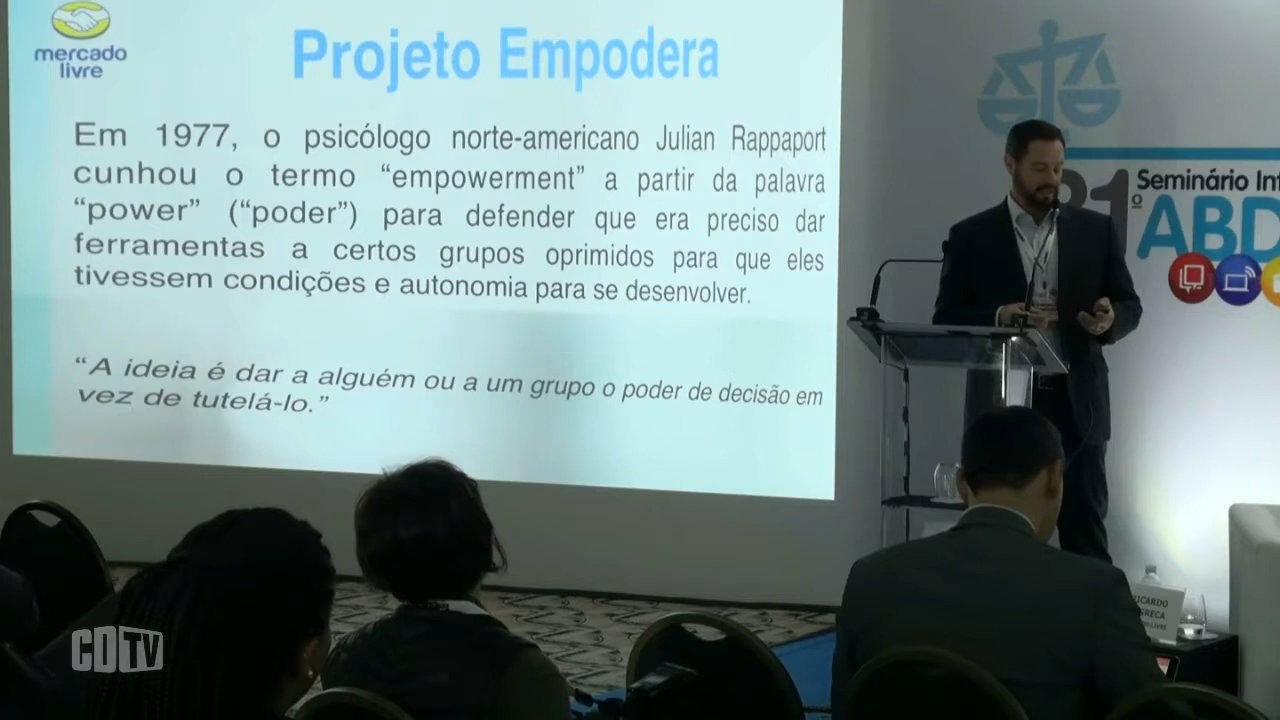 mercado
livre
Projeto Empodera
Em 1977, o psicólogo norte-americano Julian Rappaport
cunhou o termo “empowerment” a partir da palavra
“power” (“poder”) para defender que era preciso dar
ferramentas a certos grupos oprimidos para que eles
tivessem condições e autonomia para se desenvolver.
“A ideia é dar a alguém ou a um grupo o poder de decisão em
vez de tutelá-lo.”
31º
Seminário Int
ABD
RICARDO
CDTV